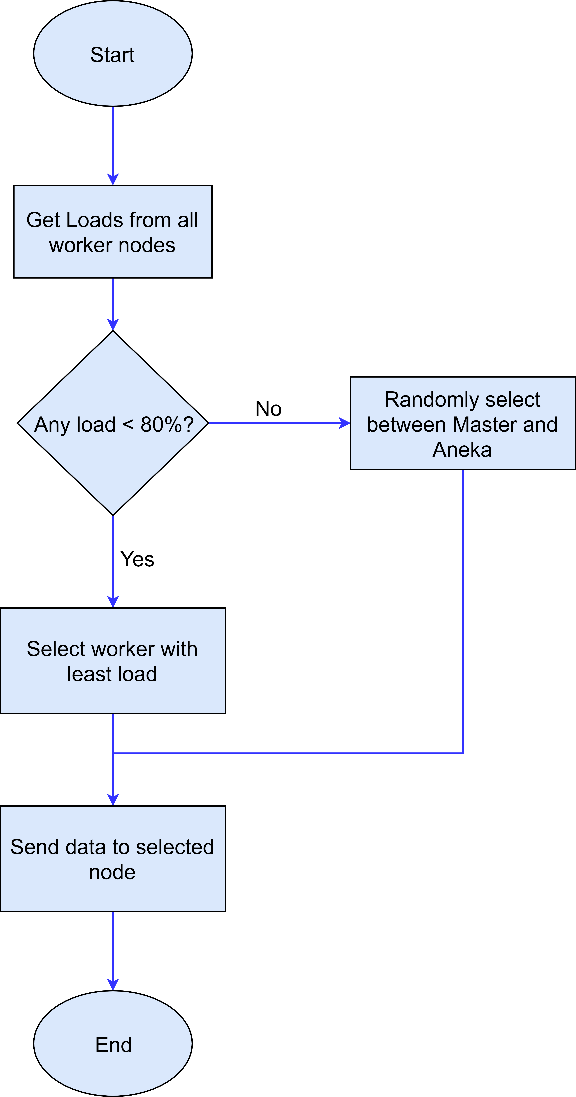 Start
Get Loads from all
worker nodes
Any load < 80%?
No
Randomly select
between Master and
Aneka
Yes
Select worker with
least load
Send data to selected
node
End